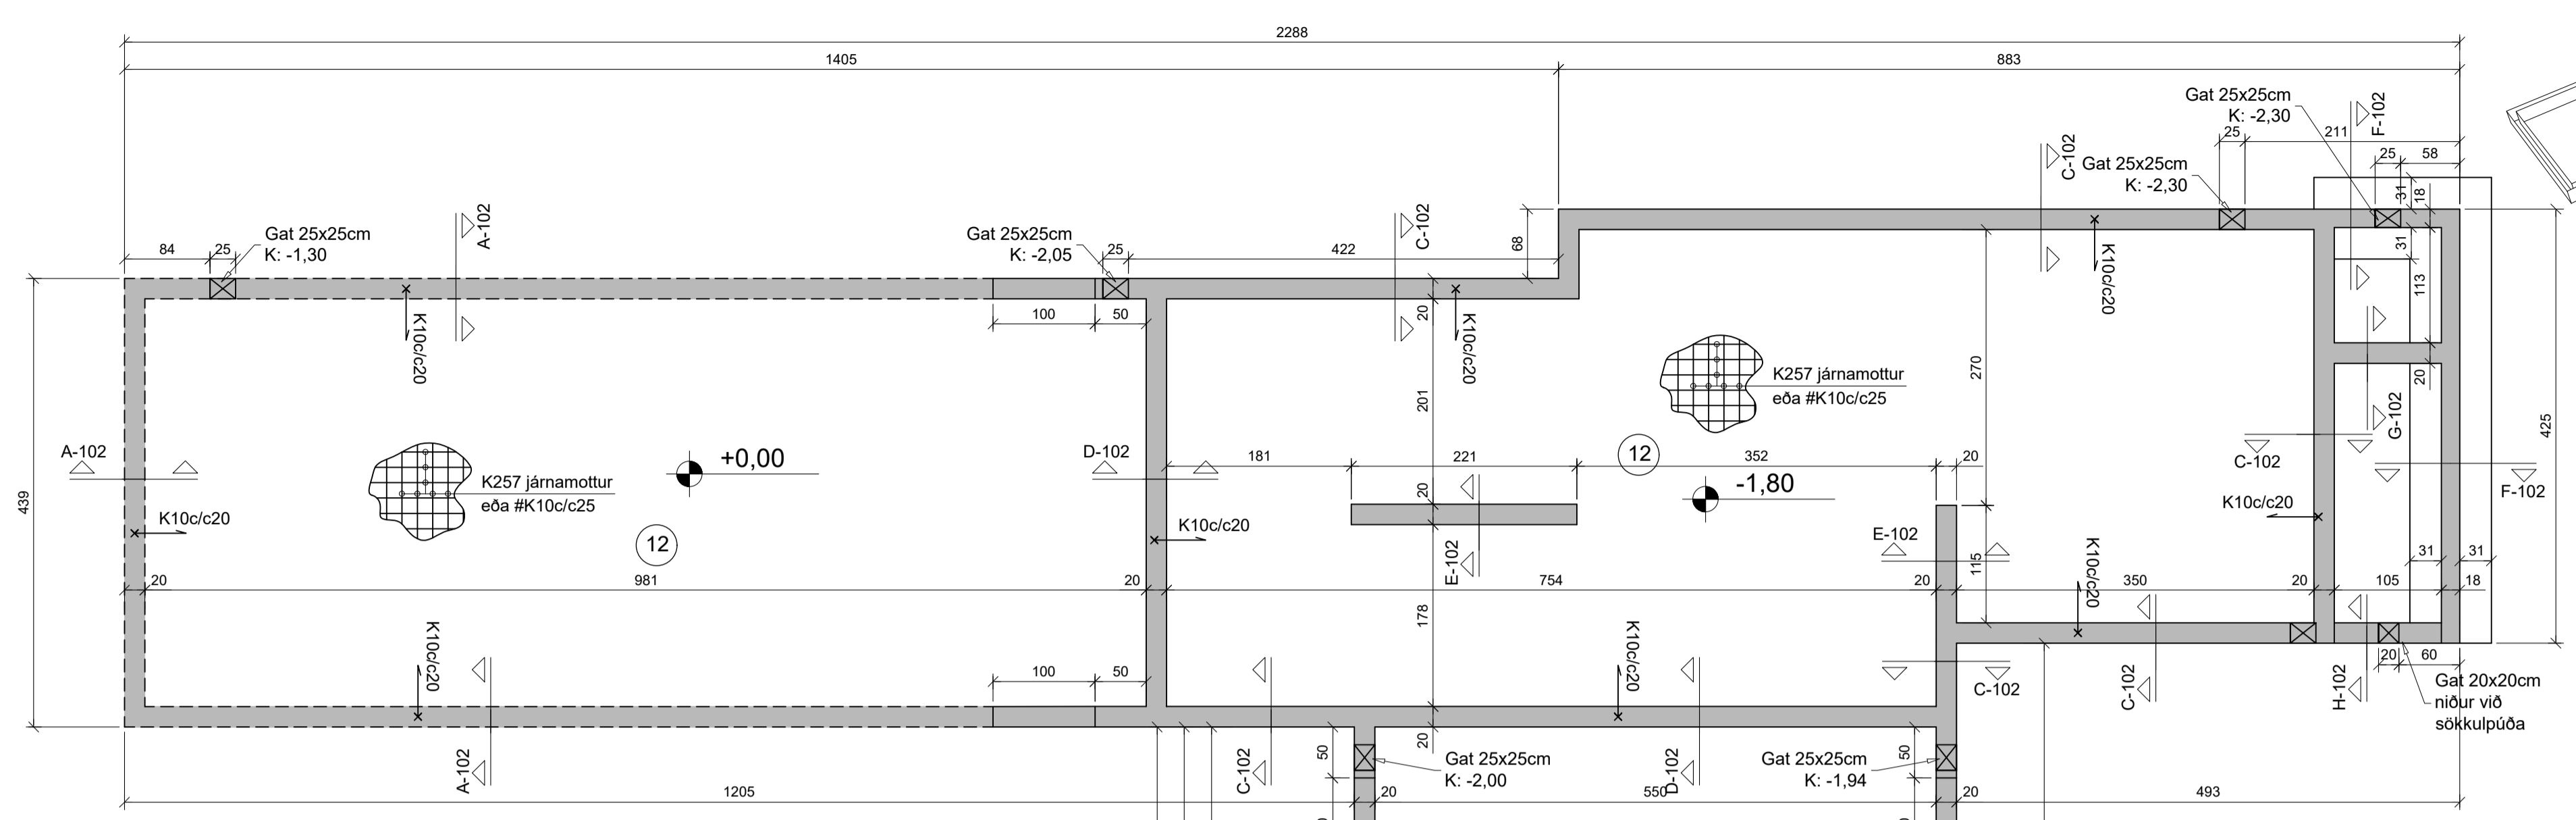 2288
1405
883
Gat 25x25cm
K: -2,30
F-102
25
211
C-102
Gat 25x25cm
K: -2,30
25
58
31
18
A-102
Gat 25x25cm
K: -1,30
84
25
Gat 25x25cm
K: -2,05
25
422
C-102
68
31
K10c/c20
113
100
50
20
K10c/c20
K10c/c20
270
20
K257 járnamottur
eða #K10c/c25
201
G-102
425
A-102
+0,00
D-102
181
221
12
352
20
C-102
-1,80
F-102
439
K257 járnamottur
eða #K10c/c25
20
K10c/c20
K10c/c20
K10c/c20
12
E-102
E-102
115
K10c/c20
31
31
20
981
20
754
20
350
20
105
18
178
K10c/c20
K10c/c20
100
50
C-102
C-102
H-102
20
60
Gat 20x20cm
niður við
sökkulpúða
A-102
C-102
20
50
Gat 25x25cm
K: -2,00
D-102
Gat 25x25cm
K: -1,94
50
1205
20
550
20
493